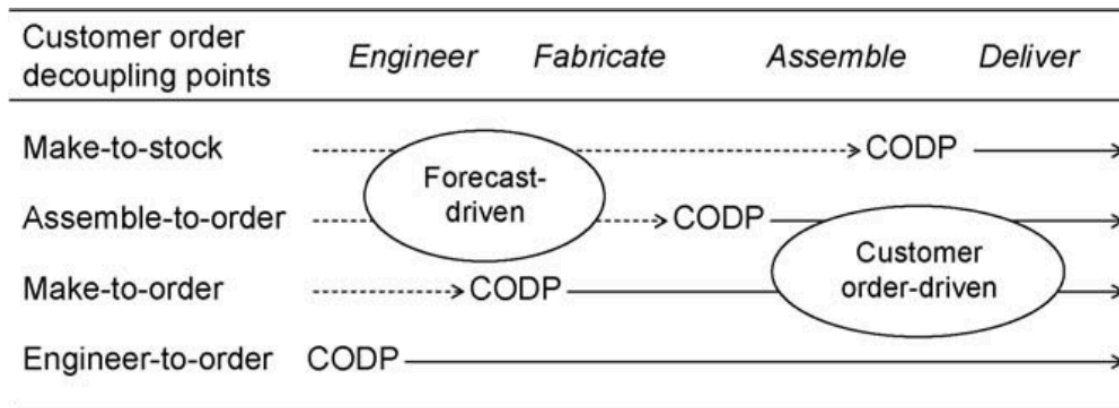 Customer order
decoupling points
Engineer Fabricate Assemble Deliver
Make-to-stock CODP
Forecast-
driven
Assemble-to-order CODP
Customer
order-driven
Make-to-order CODP
Engineer-to-order CODP